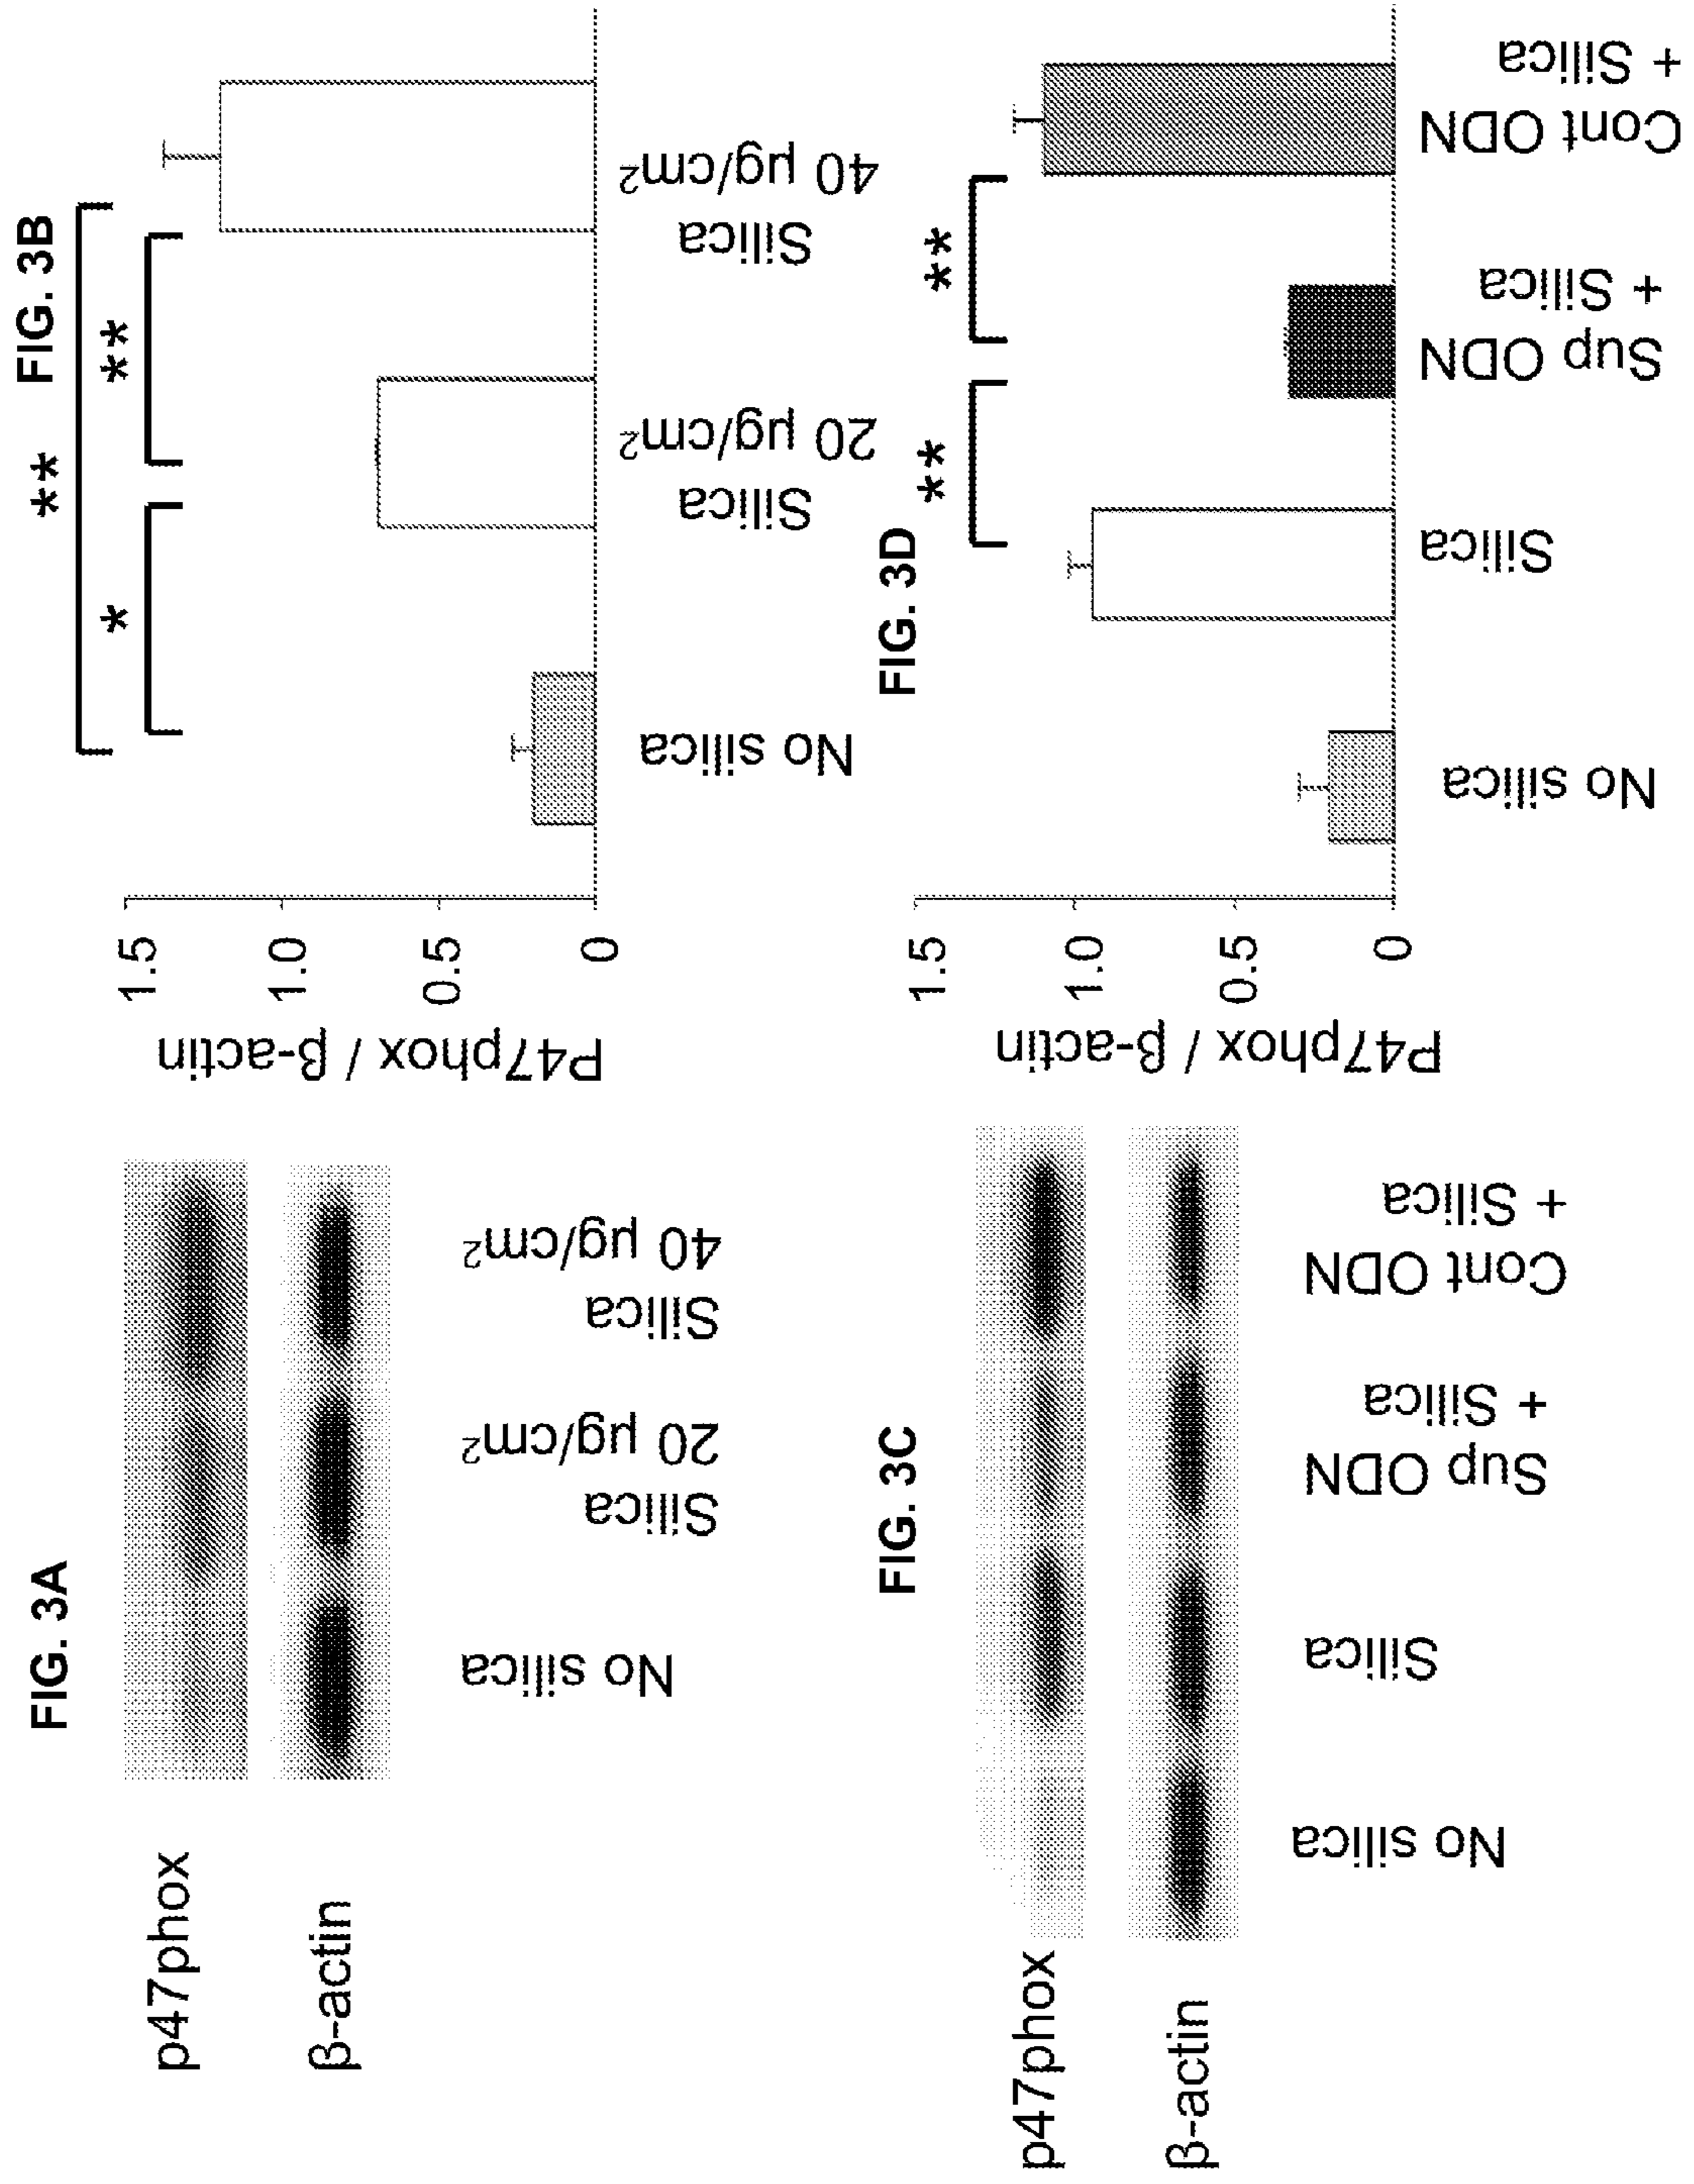 FIG. 3A
p47phox
β-actin
No silica
Silica
20 µg/cm²
Silica
40 µg/cm²
FIG. 3B
P47phox / β-actin
1.5
1.0
0.5
0
*
**
**
No silica
Silica
20 µg/cm²
Silica
40 µg/cm²
FIG. 3C
p47phox
β-actin
No silica
Silica
Sup ODN
+ Silica
Cont ODN
+ Silica
FIG. 3D
P47phox / β-actin
1.5
1.0
0.5
0
**
**
No silica
Silica
Sup ODN
+ Silica
Cont ODN
+ Silica